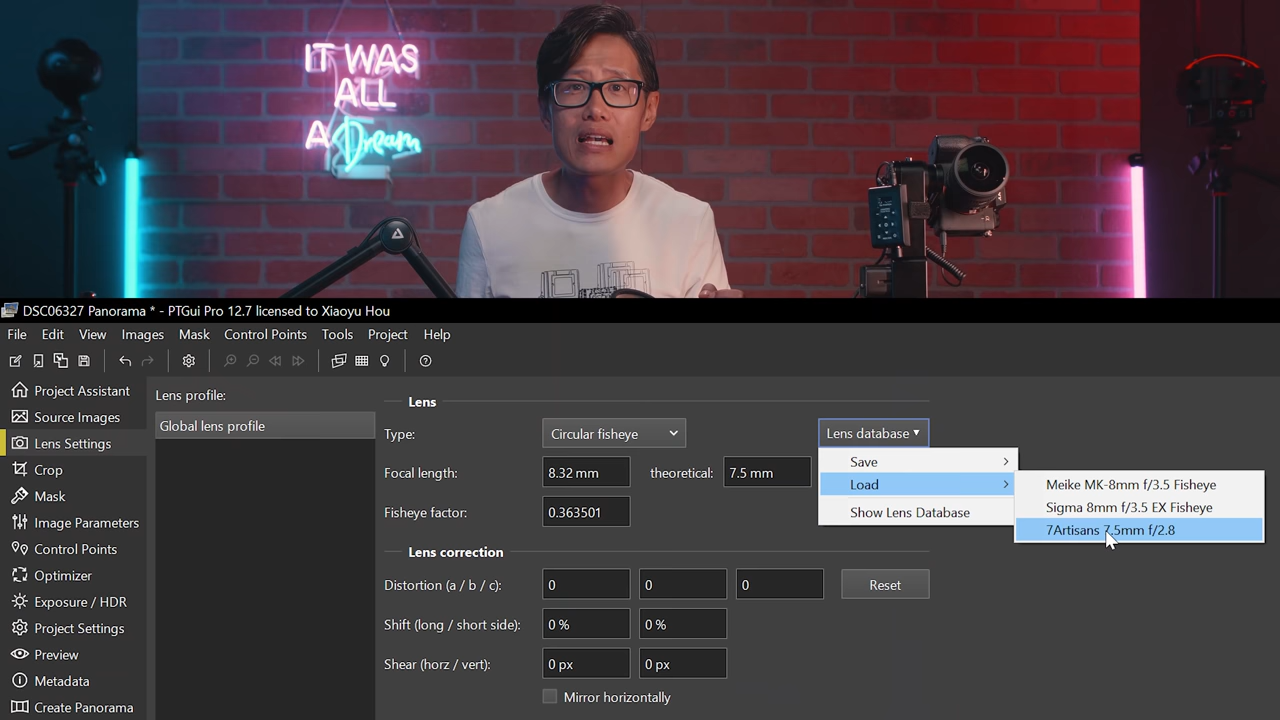 IT WAS
ALL
A Dream
DSC06327 Panorama * - PTGui Pro 12.7 licensed to Xiaoyu Hou
File Edit View Images Mask Control Points Tools Project Help
Project Assistant
Source Images
Lens Settings
Crop
Mask
Image Parameters
Control Points
Optimizer
Exposure / HDR
Project Settings
Preview
Metadata
Create Panorama
Lens profile:
Global lens profile
Lens
Type: Circular fisheye Lens database
Focal length: 8.32 mm theoretical: 7.5 mm
Fisheye factor: 0.363501
Save
Load
Show Lens Database
Meike MK-8mm f/3.5 Fisheye
Sigma 8mm f/3.5 EX Fisheye
7Artisans 7.5mm f/2.8
Lens correction
Distortion (a / b / c): 0 0 0 Reset
Shift (long / short side): 0 % 0 %
Shear (horz / vert): 0 px 0 px
Mirror horizontally